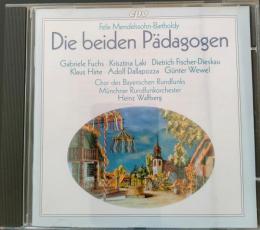 cpo
Felix Mendelssohn-Bartholdy
Die beiden Pädagogen
Gabriele Fuchs Krisztina Laki Dietrich Fischer-Dieskau
Klaus Hirte Adolf Dallapozza Günter Wewel
Chor des Bayerischen Rundfunks
Münchner Rundfunkorchester
Heinz Wallberg